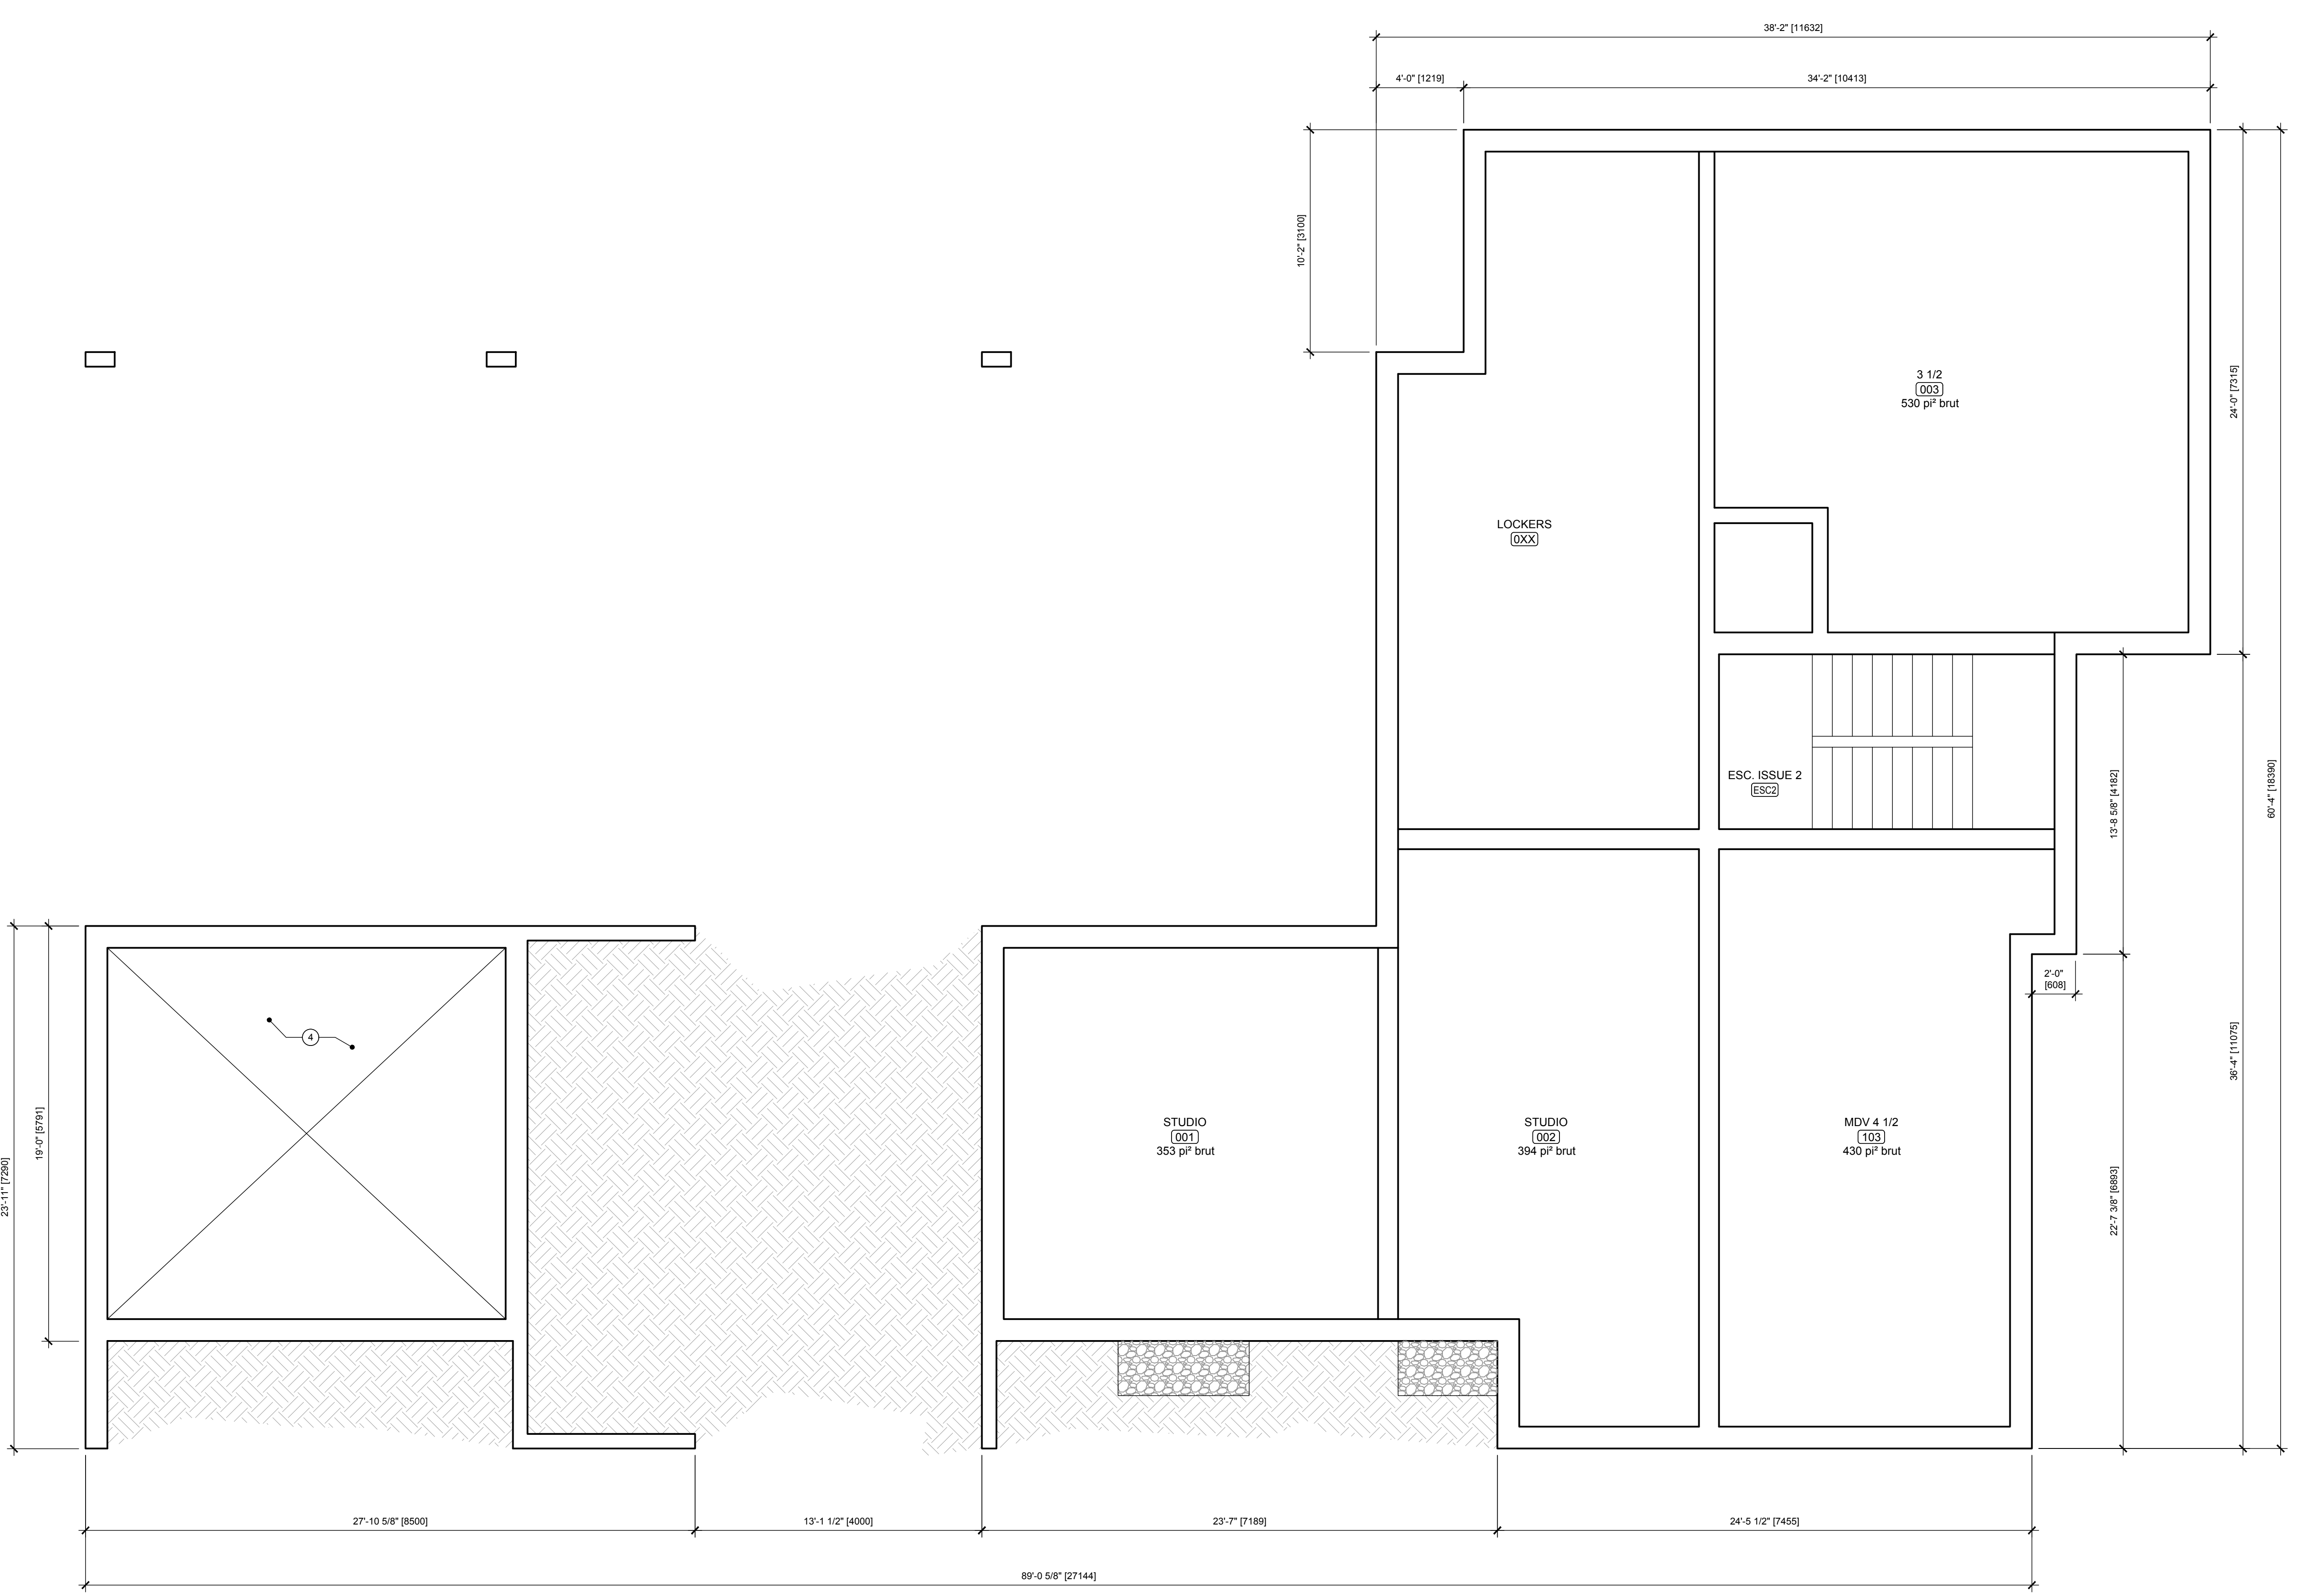 38'-2" [11632]
4'-0" [1219]
34'-2" [10413]
10'-2" [3100]
3 1/2
003
530 pi² brut
24'-0" [7315]
LOCKERS
0XX
ESC. ISSUE 2
ESC2
13'-8 5/8" [4182]
60'-4" [18390]
2'-0"
[608]
4
19'-0" [5791]
23'-11" [7290]
STUDIO
001
353 pi² brut
STUDIO
002
394 pi² brut
MDV 4 1/2
103
430 pi² brut
36'-4" [11075]
22'-7 3/8" [6893]
27'-10 5/8" [8500]
13'-1 1/2" [4000]
23'-7" [7189]
24'-5 1/2" [7455]
89'-0 5/8" [27144]